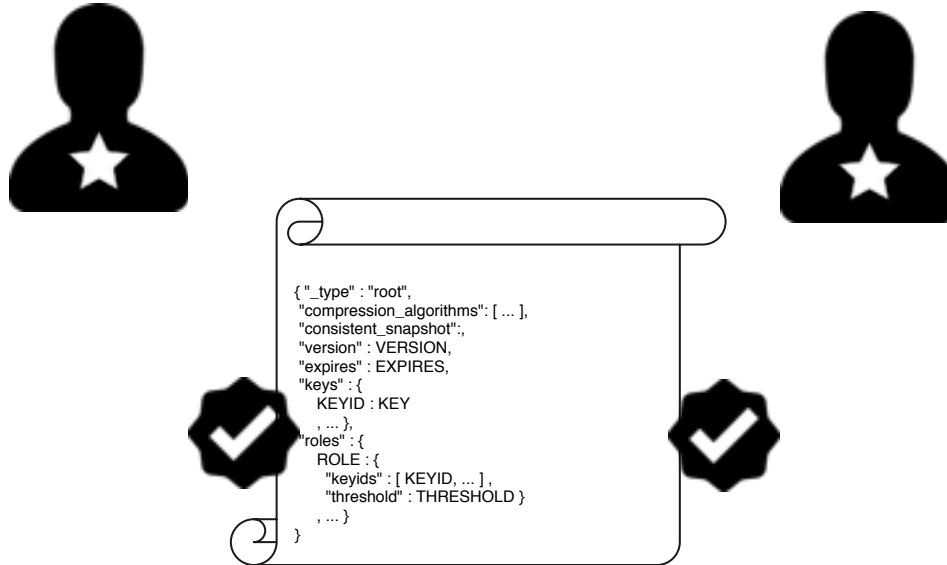 { "_type" : "root",
"compression_algorithms": [ ... ],
"consistent_snapshot":,
"version" : VERSION,
"expires" : EXPIRES,
"keys" : {
KEYID : KEY
, ... },
"roles" : {
ROLE : {
"keyids" : [ KEYID, ... ] ,
"threshold" : THRESHOLD }
, ... }
}